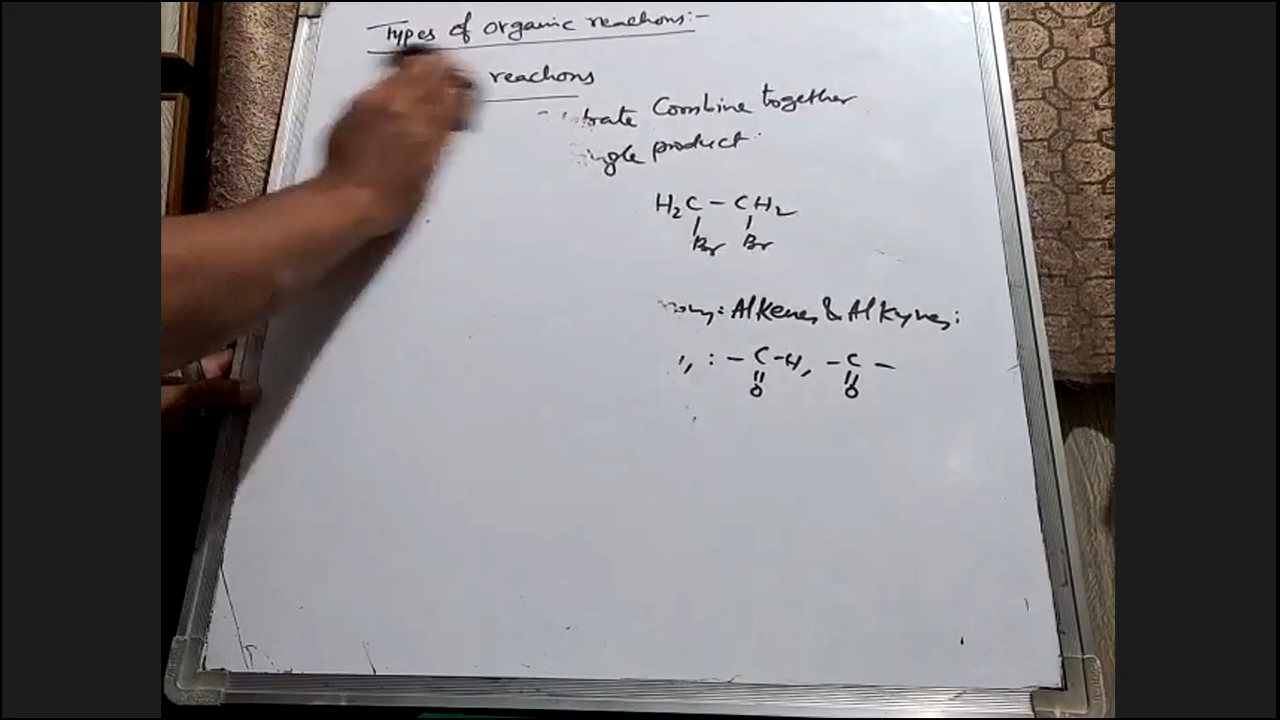 Types of organic reactions:-
reactions
Combine together
product
H₂C - CH₂
Br Br
: Alkenes & Alkynes:
: - C - H, - C -
O O